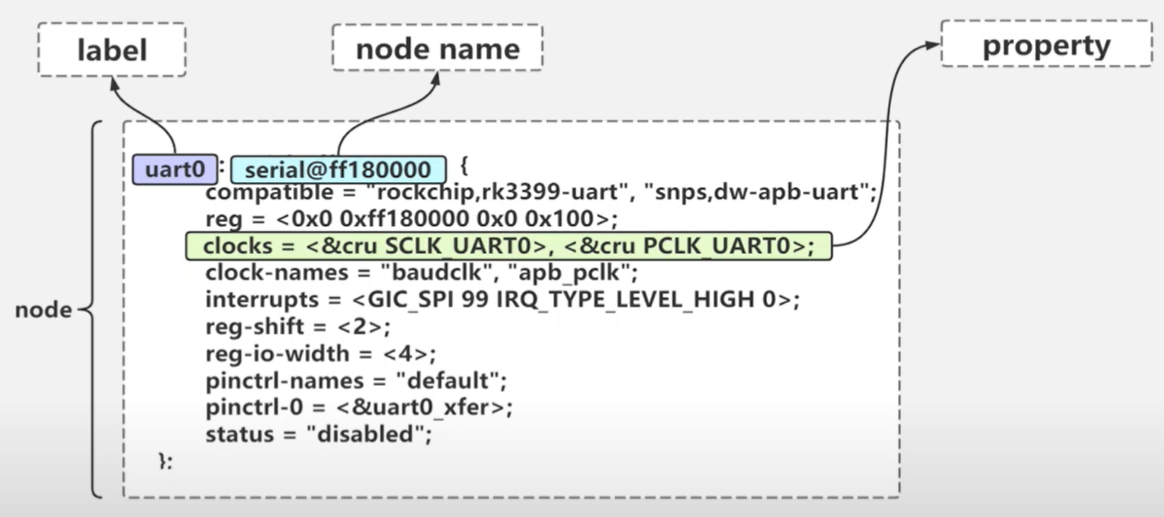 label
node name
property
uart0: serial@ff180000 {
compatible = "rockchip,rk3399-uart", "snps,dw-apb-uart";
reg = <0x0 0xff180000 0x0 0x100>;
clocks = <&cru SCLK_UART0>, <&cru PCLK_UART0>;
clock-names = "baudclk", "apb_pclk";
interrupts = <GIC_SPI 99 IRQ_TYPE_LEVEL_HIGH 0>;
node
reg-shift = <2>;
reg-io-width = <4>;
pinctrl-names = "default";
pinctrl-0 = <&uart0_xfer>;
status = "disabled";
}: